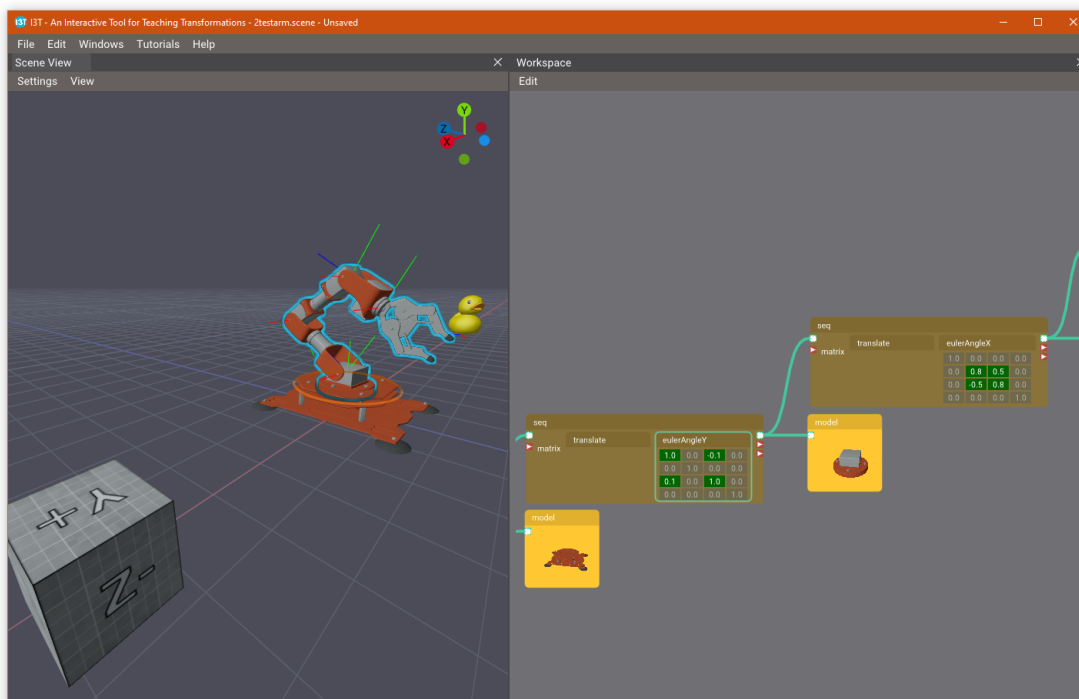 I3T I3T - An Interactive Tool for Teaching Transformations - 2testarm.scene - Unsaved
File Edit Windows Tutorials Help
Scene View
Settings View
Y
Z
X
+Y
Z-
Workspace
Edit
seq
matrix
translate
eulerAngleX
1.0 0.0 0.0 0.0
0.0 0.8 0.5 0.0
0.0 -0.5 0.8 0.0
0.0 0.0 0.0 1.0
seq
matrix
translate
eulerAngleY
1.0 0.0 -0.1 0.0
0.0 1.0 0.0 0.0
0.1 0.0 1.0 0.0
0.0 0.0 0.0 1.0
model
model